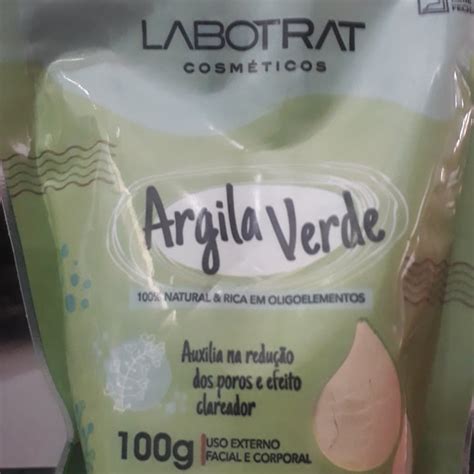 LABOTRAT
COSMÉTICOS
Argila Verde
100% NATURAL & RICA EM OLIGOELEMENTOS
Auxilia na redução
dos poros e efeito
clareador
100g
USO EXTERNO
FACIAL E CORPORAL